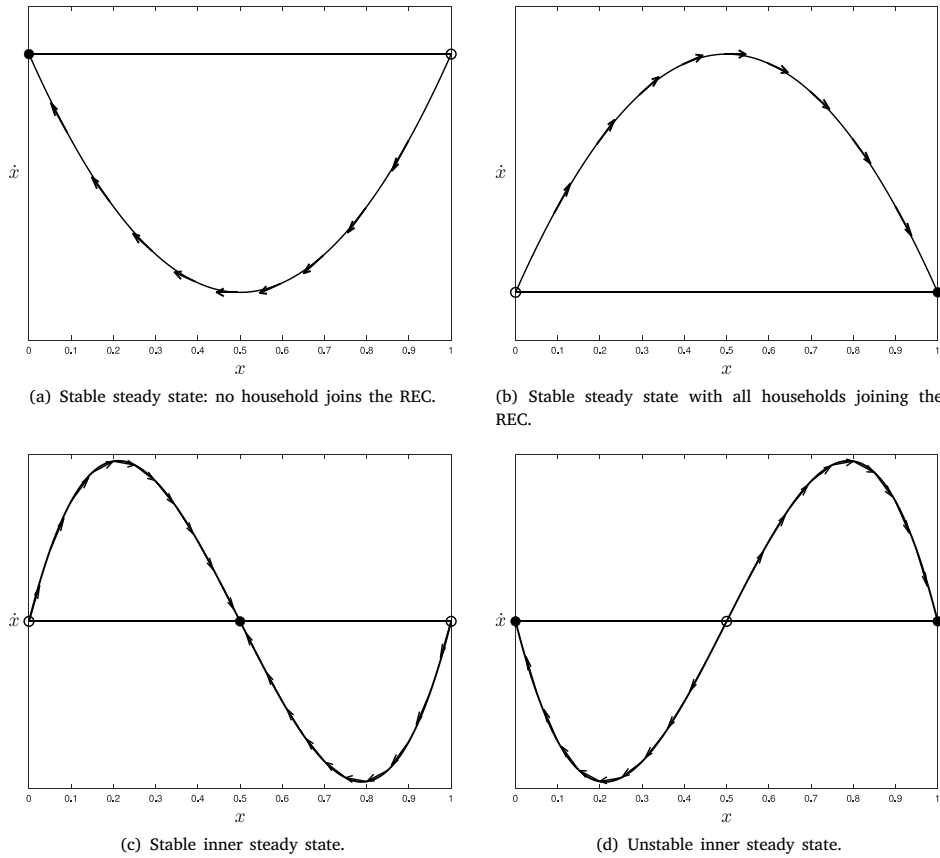 ẋ
0 0.1 0.2 0.3 0.4 0.5 0.6 0.7 0.8 0.9 1
x
(a) Stable steady state: no household joins the REC.
ẋ
0 0.1 0.2 0.3 0.4 0.5 0.6 0.7 0.8 0.9 1
x
(b) Stable steady state with all households joining the
REC.
ẋ
0 0.1 0.2 0.3 0.4 0.5 0.6 0.7 0.8 0.9 1
x
(c) Stable inner steady state.
ẋ
0 0.1 0.2 0.3 0.4 0.5 0.6 0.7 0.8 0.9 1
x
(d) Unstable inner steady state.